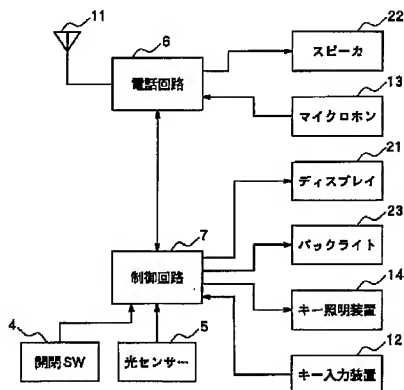 11
6
電話回路
22
スピーカ
13
マイクロホン
21
ディスプレイ
7
制御回路
23
バックライト
14
キー照明装置
4
開閉SW
5
光センサー
12
キー入力装置